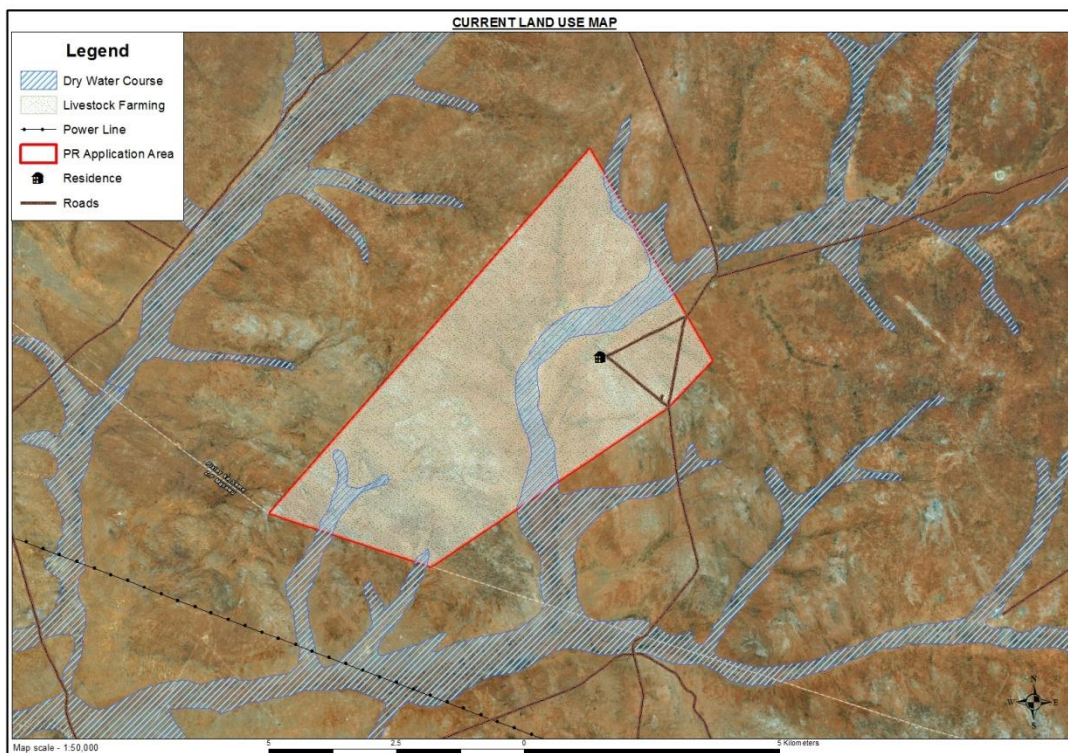 CURRENT LAND USE MAP
Legend
Dry Water Course
Livestock Farming
Power Line
PR Application Area
Residence
Roads
N
W E
S
Map scale - 1:50,000
5 2.5 0 5 Kilometers